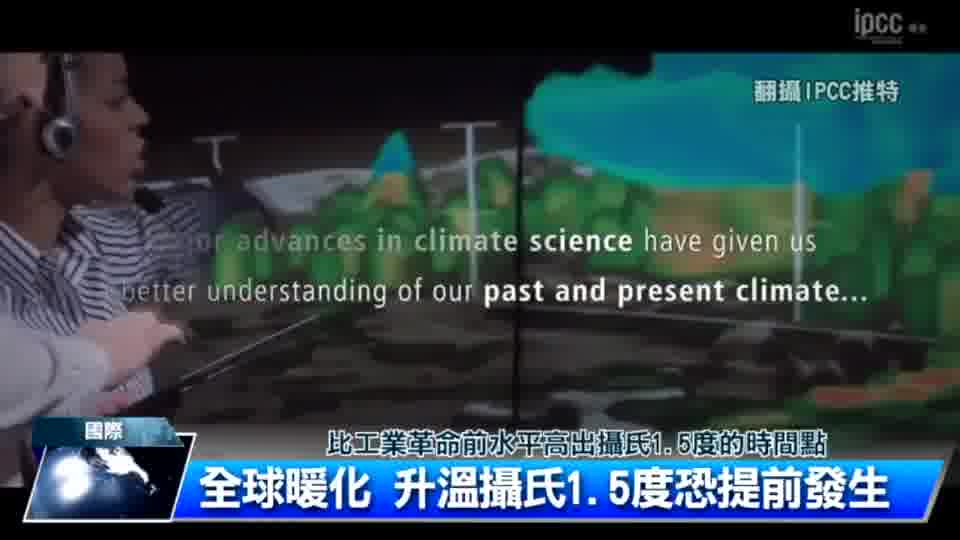 ipcc
翻攝IPCC推特
advances in climate science have given us
better understanding of our past and present climate...
國際
比工業革命前水平高出攝氏1.5度的時間點
全球暖化 升溫攝氏1.5度恐提前發生